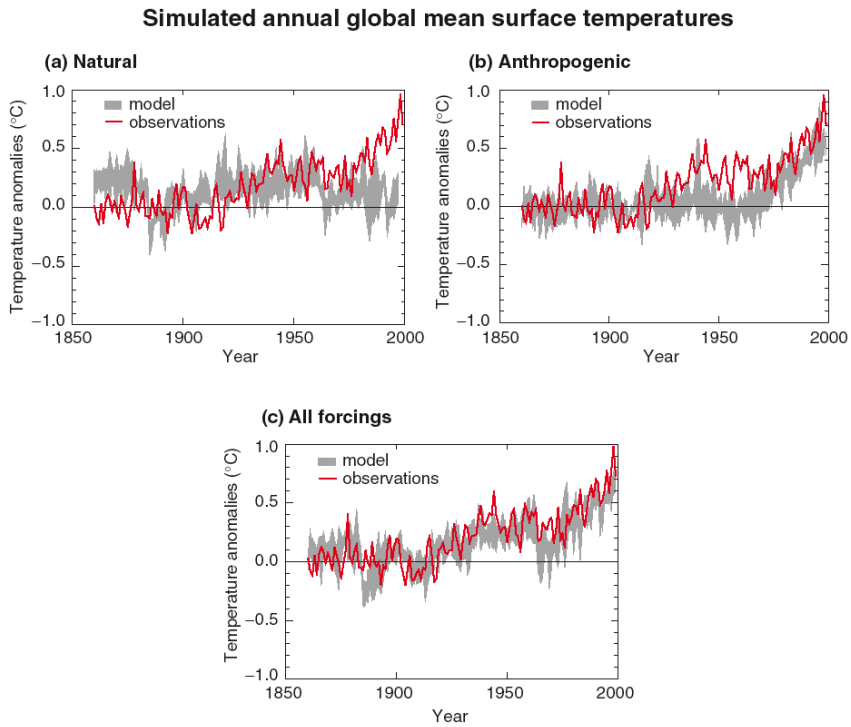 Simulated annual global mean surface temperatures
(a) Natural
Temperature anomalies (°C)
1.0
0.5
0.0
−0.5
−1.0
model
observations
1850
1900
1950
2000
Year
(b) Anthropogenic
Temperature anomalies (°C)
1.0
0.5
0.0
−0.5
−1.0
model
observations
1850
1900
1950
2000
Year
(c) All forcings
Temperature anomalies (°C)
1.0
0.5
0.0
−0.5
−1.0
model
observations
1850
1900
1950
2000
Year